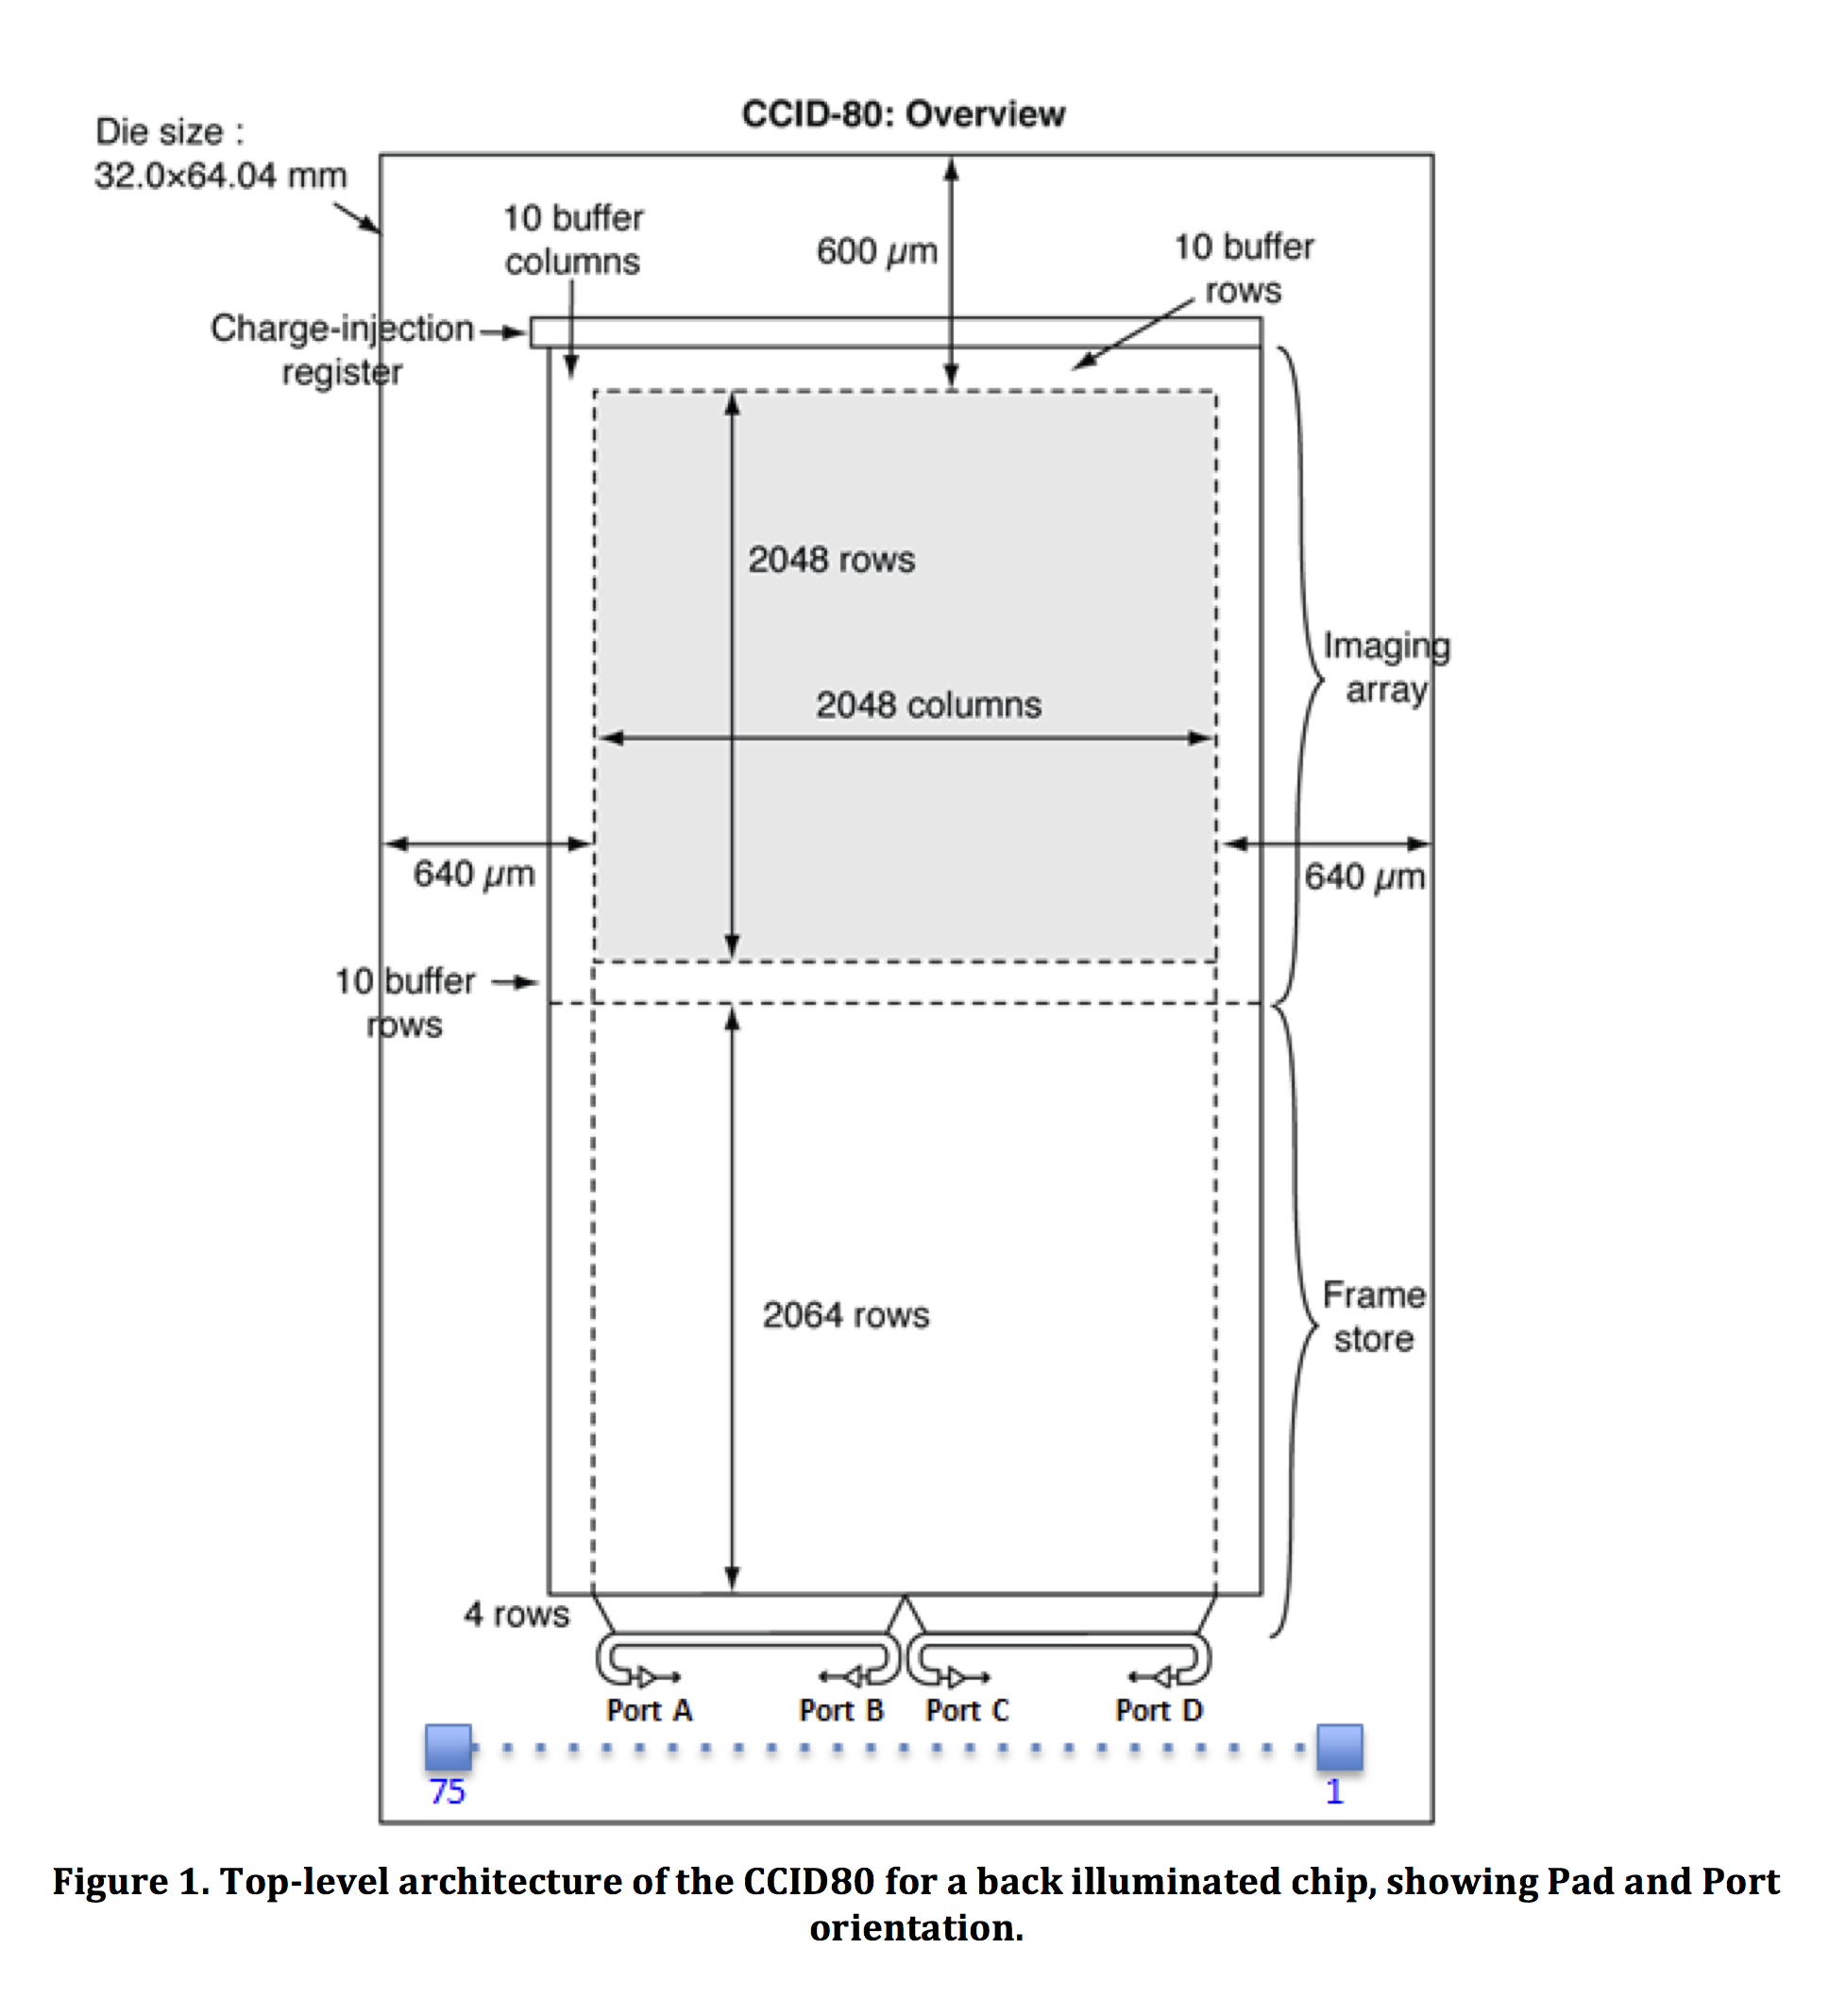 CCID-80: Overview
Die size :
32.0×64.04 mm
10 buffer
columns
600 µm
10 buffer
rows
Charge-injection
register
2048 rows
Imaging
array
2048 columns
640 µm
640 µm
10 buffer
rows
Frame
store
2064 rows
4 rows
Port A
Port B
Port C
Port D
75
1
Figure 1. Top-level architecture of the CCID80 for a back illuminated chip, showing Pad and Port
orientation.